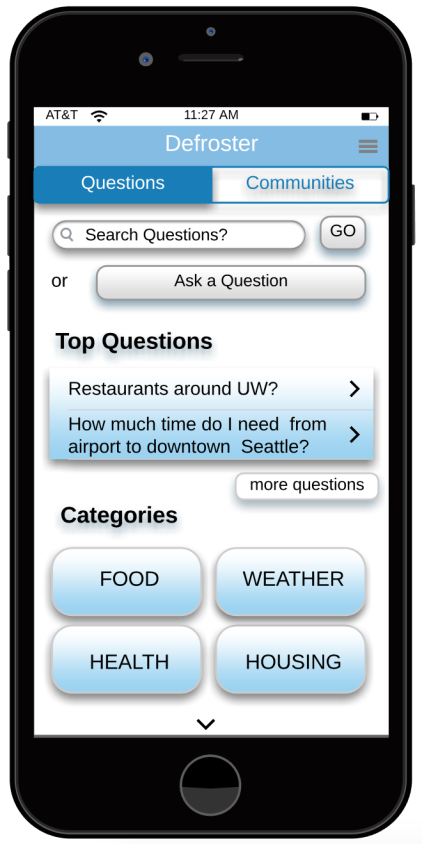 AT&T 11:27 AM
Defroster
Questions Communities
Search Questions? GO
or Ask a Question
Top Questions
Restaurants around UW?
How much time do I need from
airport to downtown Seattle?
more questions
Categories
FOOD WEATHER
HEALTH HOUSING